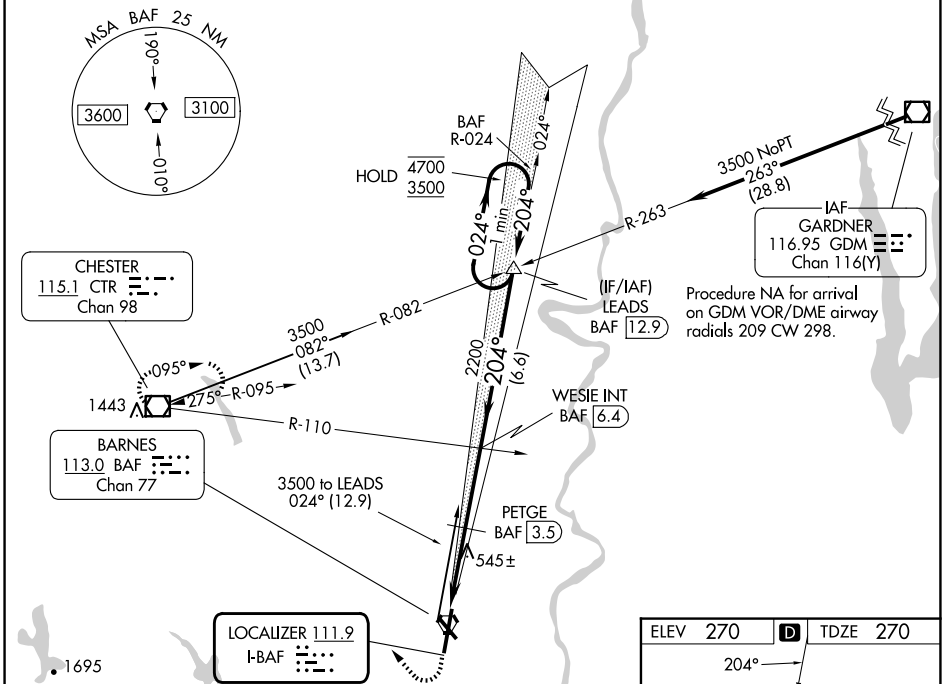 MSA BAF 25 NM
190°
3600
3100
010°
BAF
R-024
024°
HOLD
4700
3500
024°
1 min
204°
3500 NoPT
263°
(28.8)
R-263
IAF
GARDNER
116.95 GDM
Chan 116(Y)
Procedure NA for arrival
on GDM VOR/DME airway
radials 209 CW 298.
(IF/IAF)
LEADS
BAF 12.9
CHESTER
115.1 CTR
Chan 98
3500
082°
(13.7)
R-082
095°
275°
R-095
1443
R-110
2200
204°
(6.6)
WESIE INT
BAF 6.4
BARNES
113.0 BAF
Chan 77
3500 to LEADS
024° (12.9)
PETGE
BAF 3.5
545±
LOCALIZER 111.9
I-BAF
1695
ELEV 270 D TDZE 270
204°